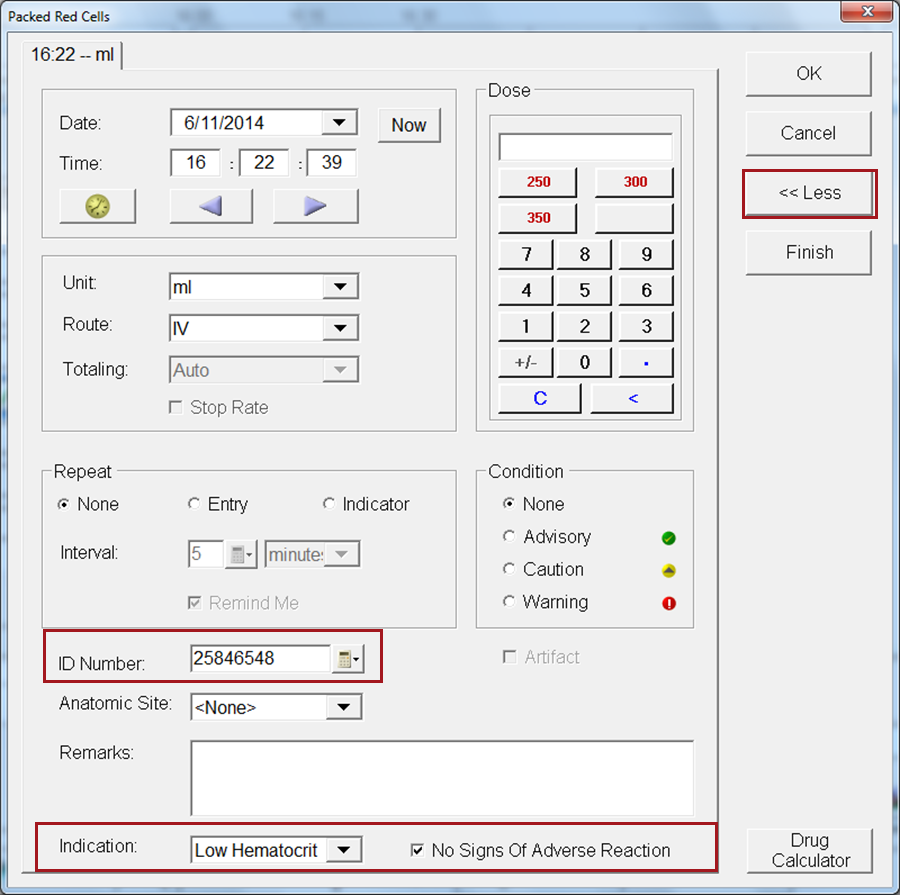 Packed Red Cells
16:22 -- ml
Date:
6/11/2014
Now
Time:
16 : 22 : 39
Unit:
ml
Route:
IV
Totaling:
Auto
Stop Rate
Dose
250 300
350
7 8 9
4 5 6
1 2 3
+/- 0 .
C <
OK
Cancel
<< Less
Finish
Repeat
None Entry Indicator
Interval:
5
minutes
Remind Me
Condition
None
Advisory
Caution
Warning
ID Number:
25846548
Artifact
Anatomic Site:
<None>
Remarks:
Indication:
Low Hematocrit
No Signs Of Adverse Reaction
Drug
Calculator